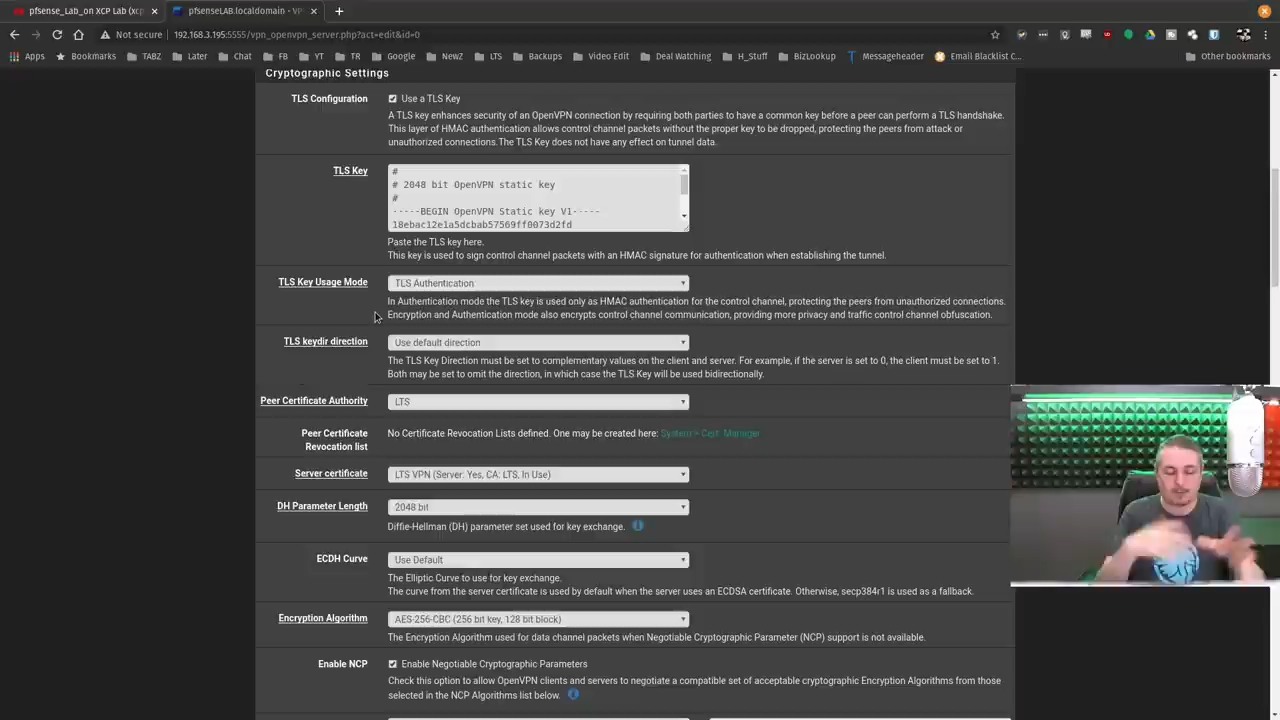 pfsense_Lab_on XCP Lab (xcp
pfsenseLAB.localdomain - VP
Not secure
192.168.3.195:5555/vpn_openvpn_server.php?act=edit&id=0
Apps
Bookmarks
TABZ
Later
Chat
FB
YT
TR
Google
NewZ
LTS
Backups
Video Edit
Deal Watching
H_Stuff
BizLookup
Messageheader
Email Blacklist C...
Other bookmarks
Cryptographic Settings
TLS Configuration
Use a TLS Key
A TLS key enhances security of an OpenVPN connection by requiring both parties to have a common key before a peer can perform a TLS handshake.
This layer of HMAC authentication allows control channel packets without the proper key to be dropped, protecting the peers from attack or
unauthorized connections.The TLS Key does not have any effect on tunnel data.
TLS Key
#
# 2048 bit OpenVPN static key
#
-----BEGIN OpenVPN Static key V1-----
18ebac12e1a5dcbab57569ff0073d2fd
Paste the TLS key here.
This key is used to sign control channel packets with an HMAC signature for authentication when establishing the tunnel.
TLS Key Usage Mode
TLS Authentication
In Authentication mode the TLS key is used only as HMAC authentication for the control channel, protecting the peers from unauthorized connections.
Encryption and Authentication mode also encrypts control channel communication, providing more privacy and traffic control channel obfuscation.
TLS keydir direction
Use default direction
The TLS Key Direction must be set to complementary values on the client and server. For example, if the server is set to 0, the client must be set to 1.
Both may be set to omit the direction, in which case the TLS Key will be used bidirectionally.
Peer Certificate Authority
LTS
Peer Certificate
Revocation list
No Certificate Revocation Lists defined. One may be created here: System > Cert. Manager
Server certificate
LTS VPN (Server: Yes, CA: LTS, In Use)
DH Parameter Length
2048 bit
Diffie-Hellman (DH) parameter set used for key exchange.
ECDH Curve
Use Default
The Elliptic Curve to use for key exchange.
The curve from the server certificate is used by default when the server uses an ECDSA certificate. Otherwise, secp384r1 is used as a fallback.
Encryption Algorithm
AES-256-CBC (256 bit key, 128 bit block)
The Encryption Algorithm used for data channel packets when Negotiable Cryptographic Parameter (NCP) support is not available.
Enable NCP
Enable Negotiable Cryptographic Parameters
Check this option to allow OpenVPN clients and servers to negotiate a compatible set of acceptable cryptographic Encryption Algorithms from those
selected in the NCP Algorithms list below.